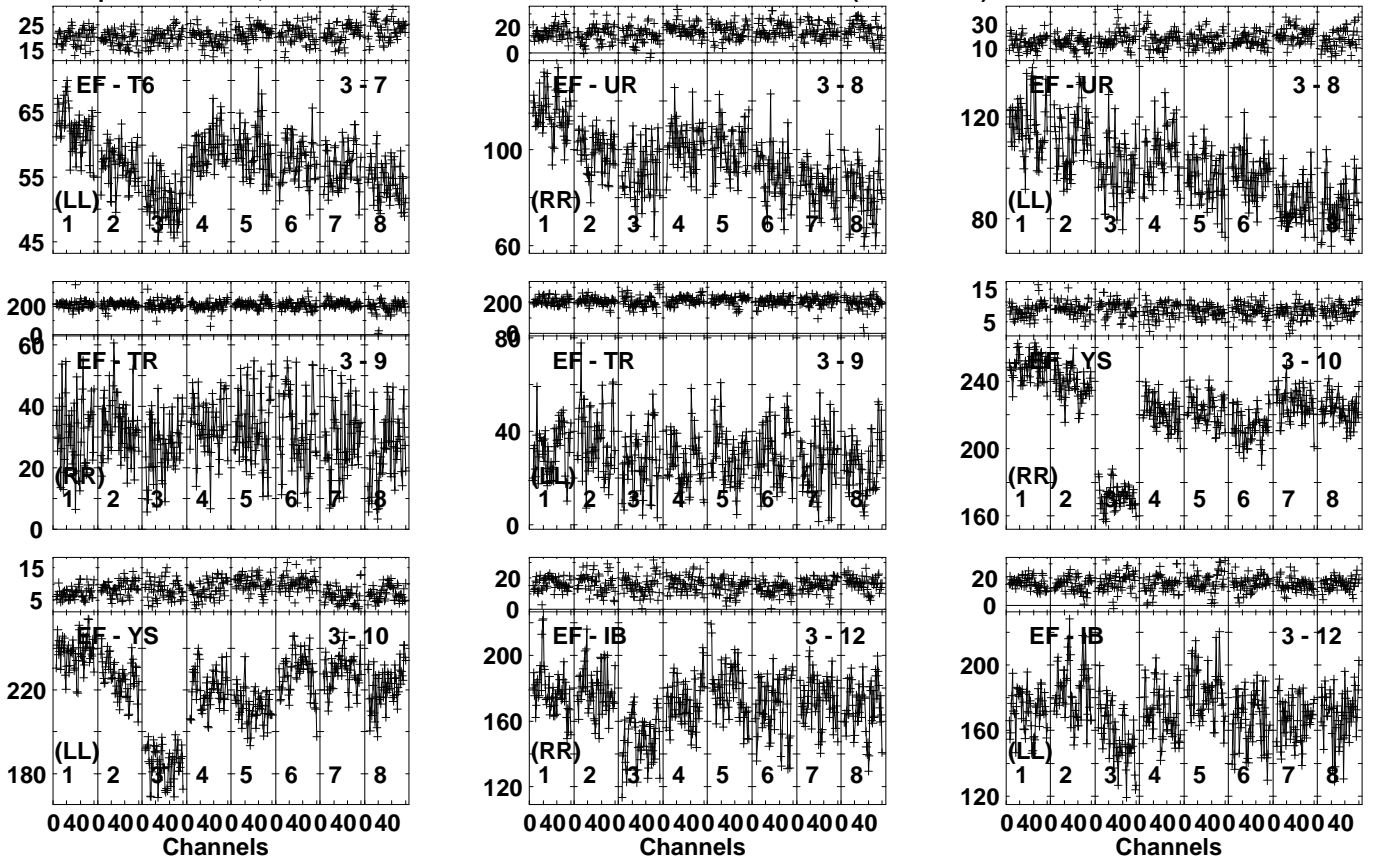 25 20 30
15 0 10
EF - T6 3 - 7 EF - UR 3 - 8 EF - UR 3 - 8
65 100 120
55
(LL) (RR) (LL)
1 2 3 4 5 6 7 8 1 2 3 4 5 6 7 8 1 2 3 4 5 6 7 8
45 60 80
200 200 15
0 0 5
60 80
EF - TR 3 - 9 EF - TR 3 - 9 EF - YS 3 - 10
40 40 240
20 200
(RR) (LL) (RR)
1 2 3 4 5 6 7 8 1 2 3 4 5 6 7 8 1 2 3 4 5 6 7 8
0 0 160
15 20 20
5 0 0
EF - YS 3 - 10 EF - IB 3 - 12 EF - IB 3 - 12
220 200 200
160 160
(LL) (RR) (LL)
1 2 3 4 5 6 7 8 1 2 3 4 5 6 7 8 1 2 3 4 5 6 7 8
180 120 120
0 40 0 40 0 40 0 40 0 40 0 40 0 40 0 40 0 40 0 40 0 40 0 40 0 40 0 40 0 40 0 40 0 40 0 40 0 40 0 40 0 40 0 40 0 40 0 40
Channels Channels Channels